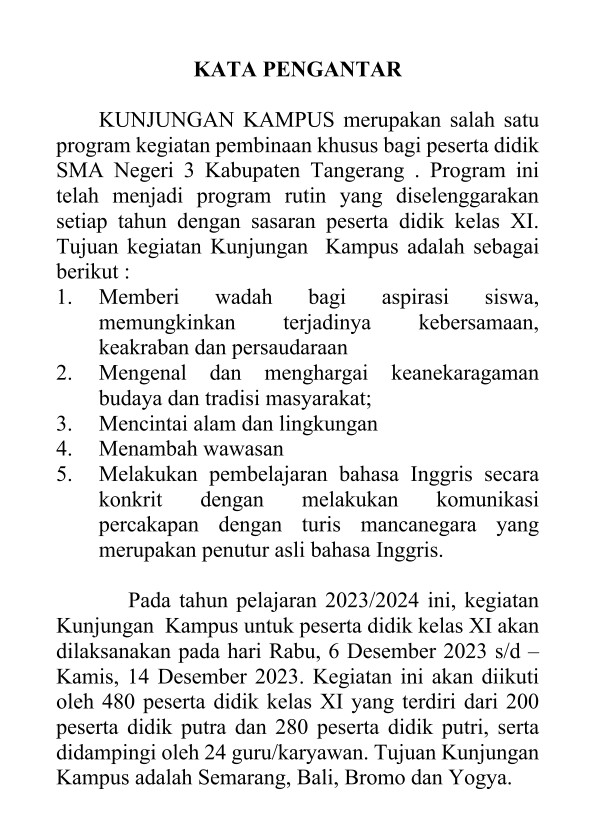 KATA PENGANTAR
KUNJUNGAN KAMPUS merupakan salah satu
program kegiatan pembinaan khusus bagi peserta didik
SMA Negeri 3 Kabupaten Tangerang . Program ini
telah menjadi program rutin yang diselenggarakan
setiap tahun dengan sasaran peserta didik kelas XI.
Tujuan kegiatan Kunjungan Kampus adalah sebagai
berikut :
1. Memberi wadah bagi aspirasi siswa,
memungkinkan terjadinya kebersamaan,
keakraban dan persaudaraan
2. Mengenal dan menghargai keanekaragaman
budaya dan tradisi masyarakat;
3. Mencintai alam dan lingkungan
4. Menambah wawasan
5. Melakukan pembelajaran bahasa Inggris secara
konkrit dengan melakukan komunikasi
percakapan dengan turis mancanegara yang
merupakan penutur asli bahasa Inggris.
Pada tahun pelajaran 2023/2024 ini, kegiatan
Kunjungan Kampus untuk peserta didik kelas XI akan
dilaksanakan pada hari Rabu, 6 Desember 2023 s/d –
Kamis, 14 Desember 2023. Kegiatan ini akan diikuti
oleh 480 peserta didik kelas XI yang terdiri dari 200
peserta didik putra dan 280 peserta didik putri, serta
didampingi oleh 24 guru/karyawan. Tujuan Kunjungan
Kampus adalah Semarang, Bali, Bromo dan Yogya.